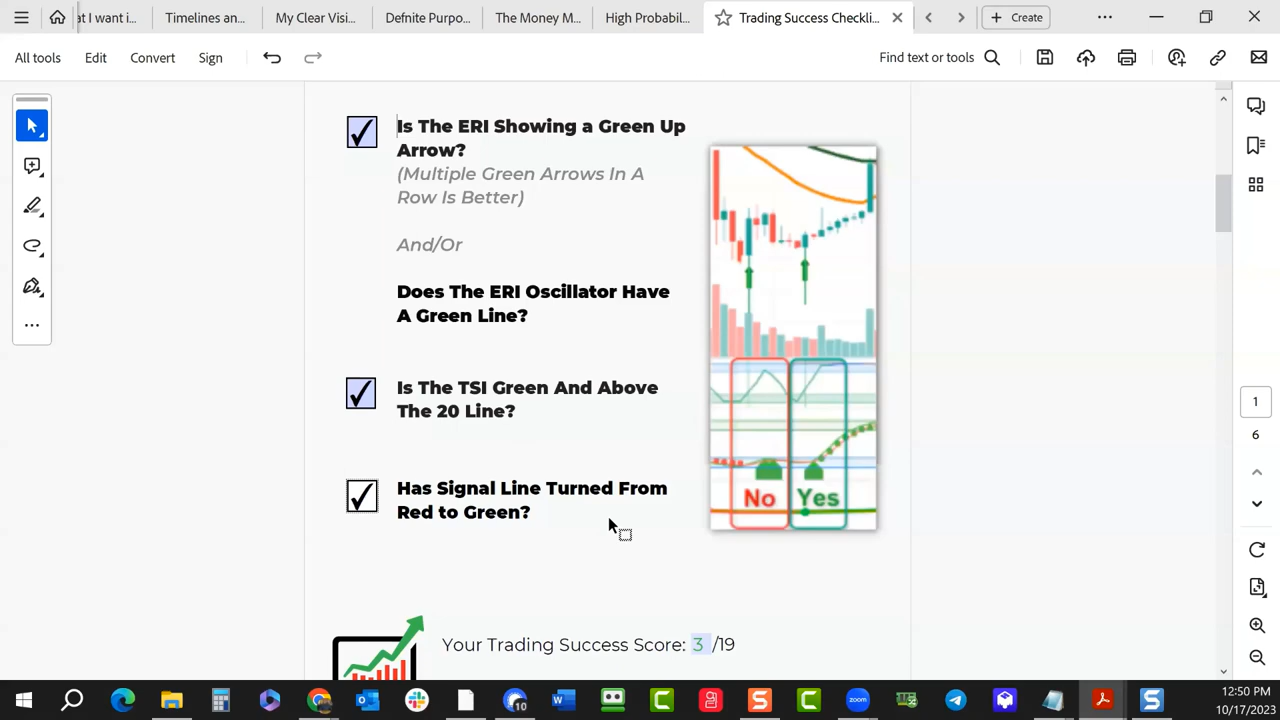 at I want i...
Timelines an...
My Clear Visi...
Defnite Purpo...
The Money M...
High Probabil...
Trading Success Checkli...
Create
All tools
Edit
Convert
Sign
Find text or tools
Is The ERI Showing a Green Up
Arrow?
(Multiple Green Arrows In A
Row Is Better)
And/Or
Does The ERI Oscillator Have
A Green Line?
Is The TSI Green And Above
The 20 Line?
Has Signal Line Turned From
Red to Green?
No
Yes
Your Trading Success Score: 3 /19
1
6
10
12:50 PM
10/17/2023